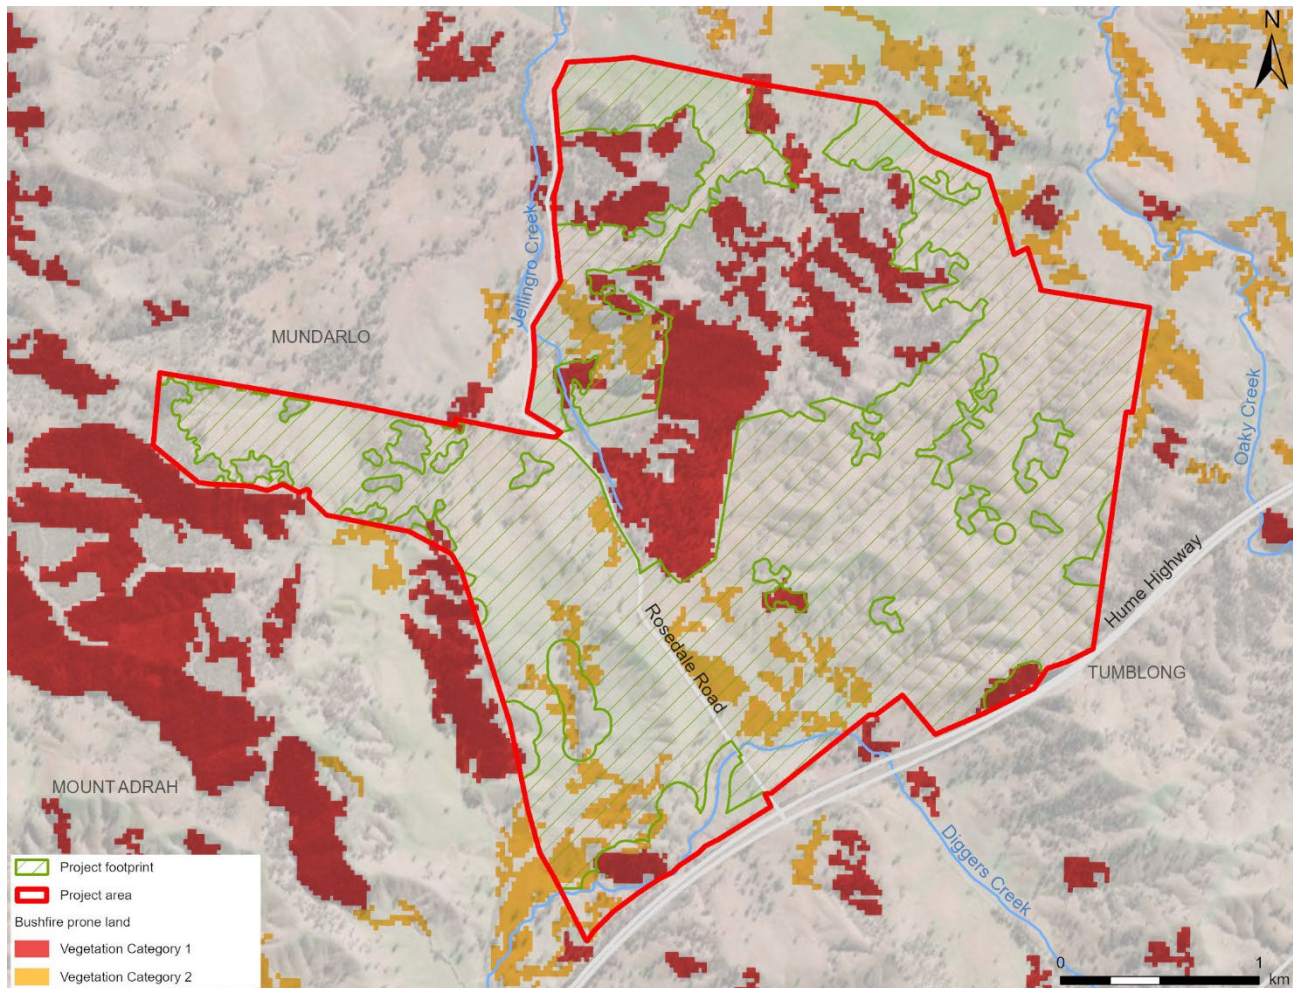 N
Jellingro Creek
MUNDARLO
Oaky Creek
Hume Highway
Rosedale Road
TUMBLONG
MOUNT ADRAH
Diggers Creek
Project footprint
Project area
Bushfire prone land
Vegetation Category 1
Vegetation Category 2
0 1
km